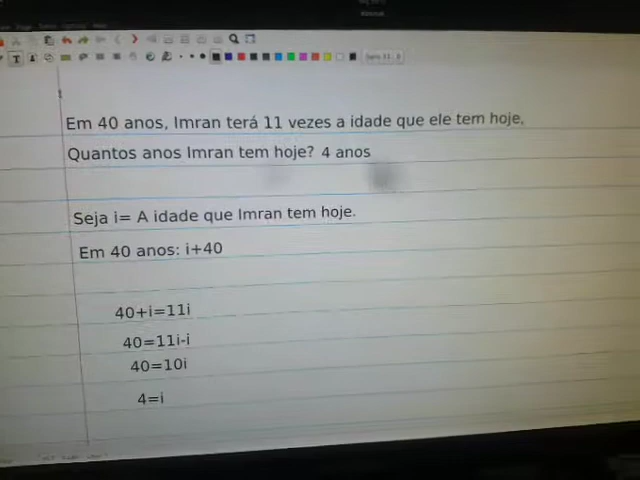 Em 40 anos, Imran terá 11 vezes a idade que ele tem hoje.
Quantos anos Imran tem hoje? 4 anos
Seja i= A idade que Imran tem hoje.
Em 40 anos: i+40
40+i=11i
40=11i-i
40=10i
4=i